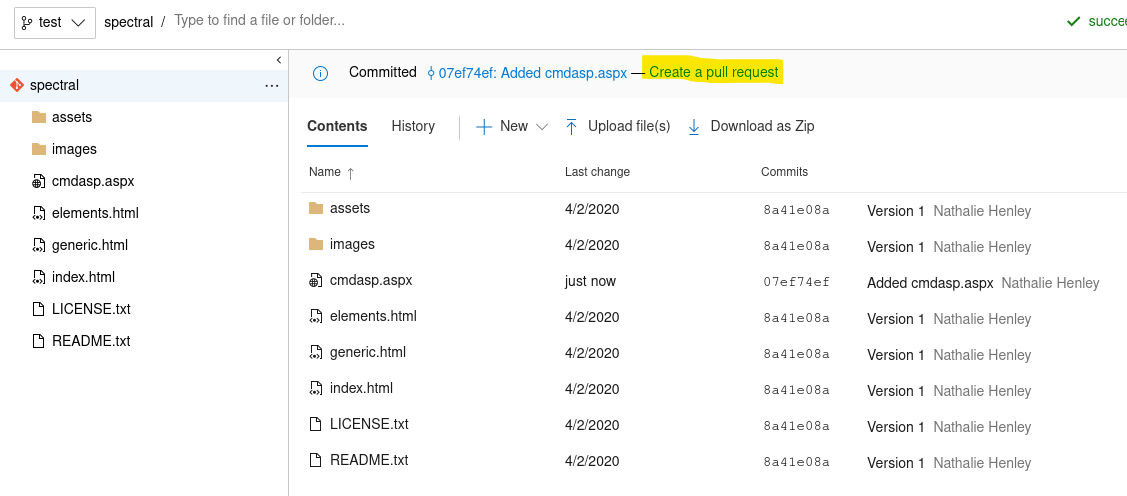 test spectral / Type to find a file or folder... succee
spectral ...
assets
images
cmdasp.aspx
elements.html
generic.html
index.html
LICENSE.txt
README.txt
Committed 07ef74ef: Added cmdasp.aspx — Create a pull request
Contents History New Upload file(s) Download as Zip
Name ↑ Last change Commits
assets 4/2/2020 8a41e08a Version 1 Nathalie Henley
images 4/2/2020 8a41e08a Version 1 Nathalie Henley
cmdasp.aspx just now 07ef74ef Added cmdasp.aspx Nathalie Henley
elements.html 4/2/2020 8a41e08a Version 1 Nathalie Henley
generic.html 4/2/2020 8a41e08a Version 1 Nathalie Henley
index.html 4/2/2020 8a41e08a Version 1 Nathalie Henley
LICENSE.txt 4/2/2020 8a41e08a Version 1 Nathalie Henley
README.txt 4/2/2020 8a41e08a Version 1 Nathalie Henley